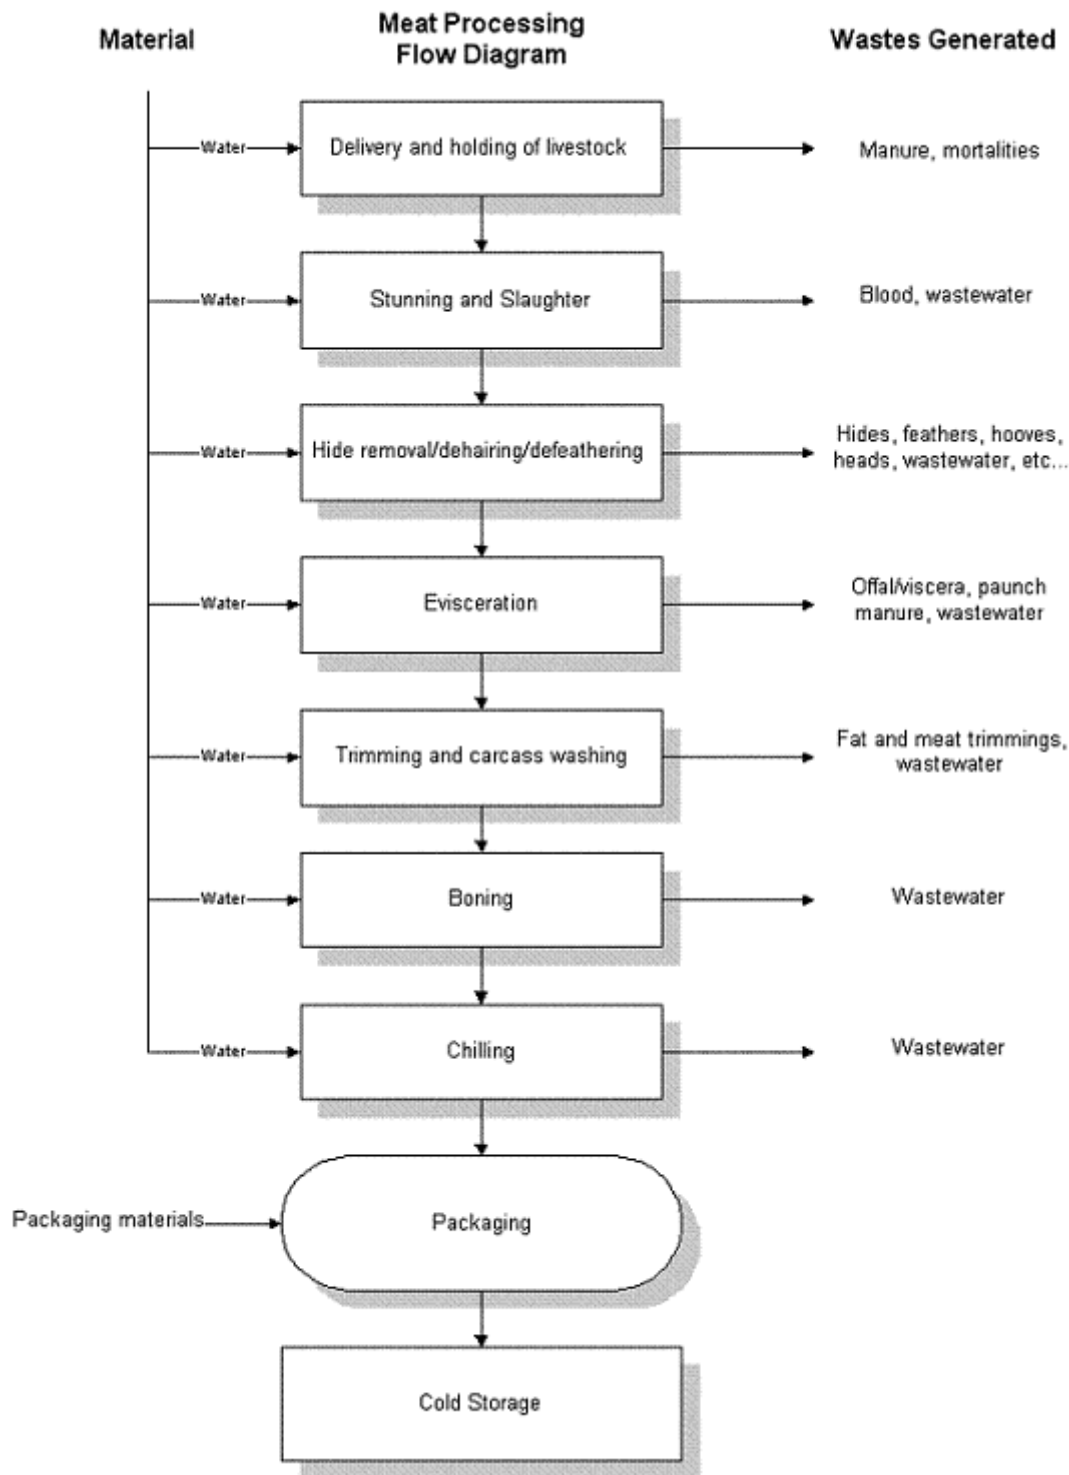 Material
Meat Processing
Flow Diagram
Wastes Generated
Water
Delivery and holding of livestock
Manure, mortalities
Water
Stunning and Slaughter
Blood, wastewater
Water
Hide removal/dehairing/defeathering
Hides, feathers, hooves,
heads, wastewater, etc...
Water
Evisceration
Offal/viscera, paunch
manure, wastewater
Water
Trimming and carcass washing
Fat and meat trimmings,
wastewater
Water
Boning
Wastewater
Water
Chilling
Wastewater
Packaging materials
Packaging
Cold Storage